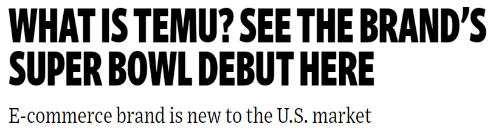 WHAT IS TEMU? SEE THE BRAND’S
SUPER BOWL DEBUT HERE
E-commerce brand is new to the U.S. market